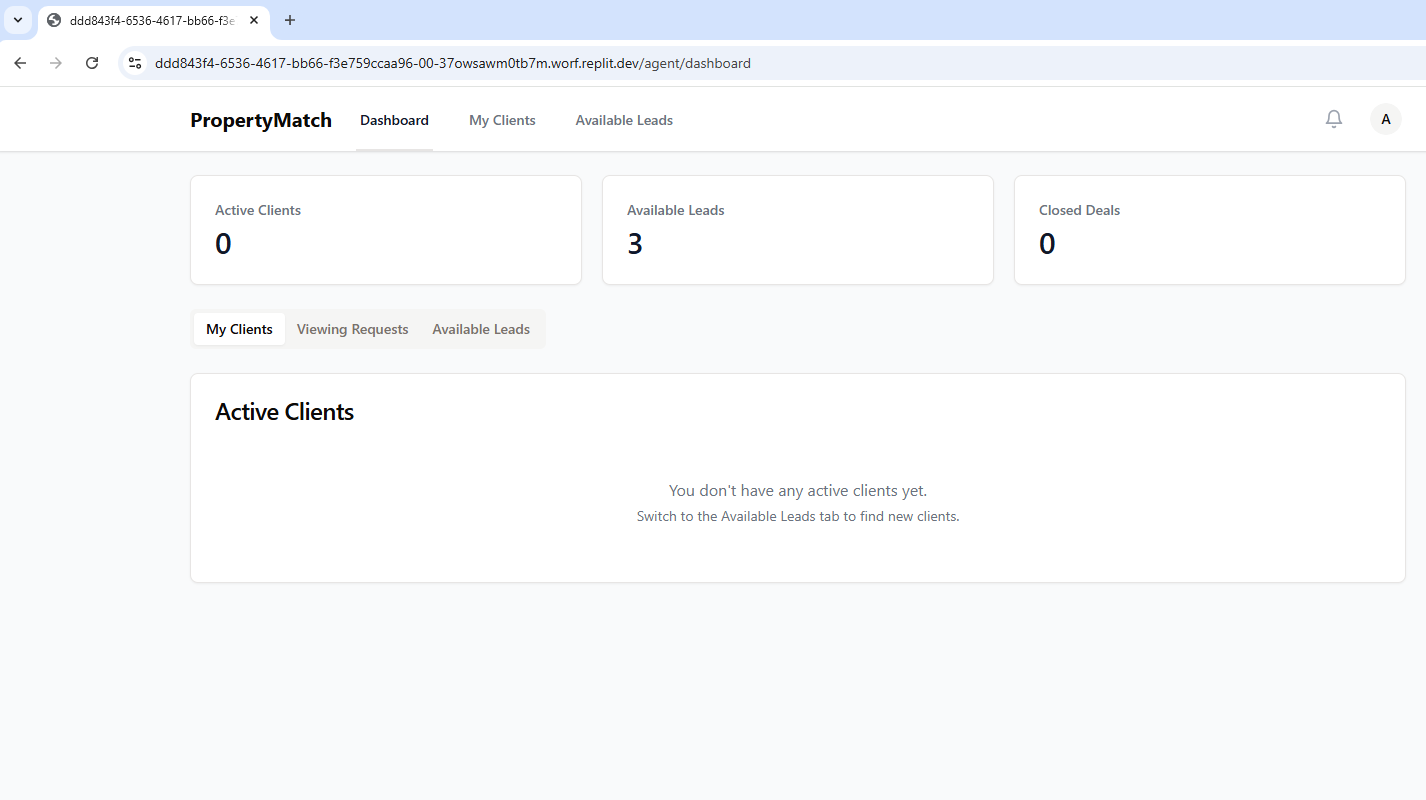 ddd843f4-6536-4617-bb66-f3e
ddd843f4-6536-4617-bb66-f3e759ccaa96-00-37owsawm0tb7m.worf.replit.dev/agent/dashboard
PropertyMatch Dashboard My Clients Available Leads A
Active Clients Available Leads Closed Deals
0 3 0
My Clients Viewing Requests Available Leads
Active Clients
You don't have any active clients yet.
Switch to the Available Leads tab to find new clients.